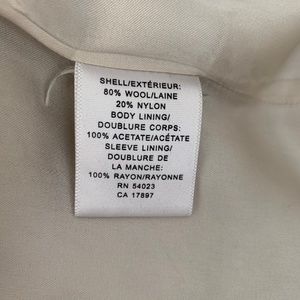 SHELL/EXTÉRIEUR:
80% WOOL/LAINE
20% NYLON
BODY LINING/
DOUBLURE CORPS:
100% ACETATE/ACÉTATE
SLEEVE LINING/
DOUBLURE DE
LA MANCHE:
100% RAYON/RAYONNE
RN 54023
CA 17897